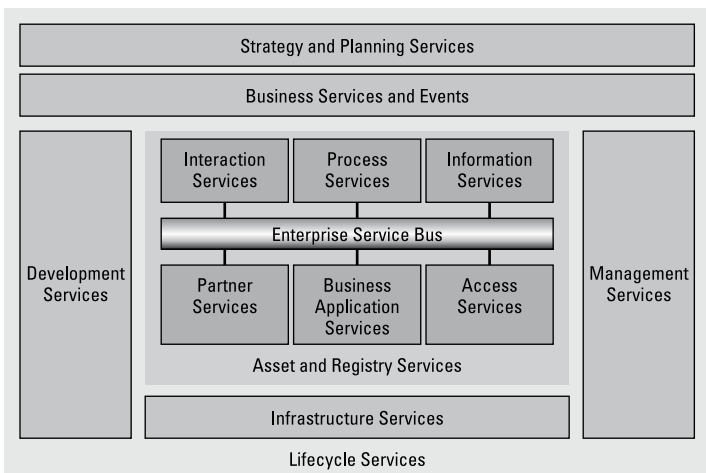 Strategy and Planning Services
Business Services and Events
Development
Services
Interaction
Services
Process
Services
Information
Services
Enterprise Service Bus
Partner
Services
Business
Application
Services
Access
Services
Asset and Registry Services
Management
Services
Infrastructure Services
Lifecycle Services